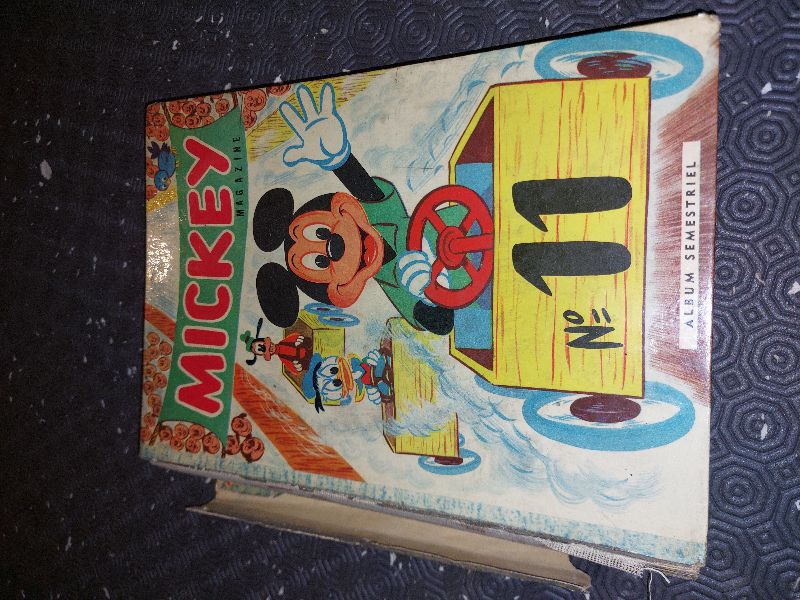 MICKEY
MAGAZINE
Nº 11
ALBUM SEMESTRIEL